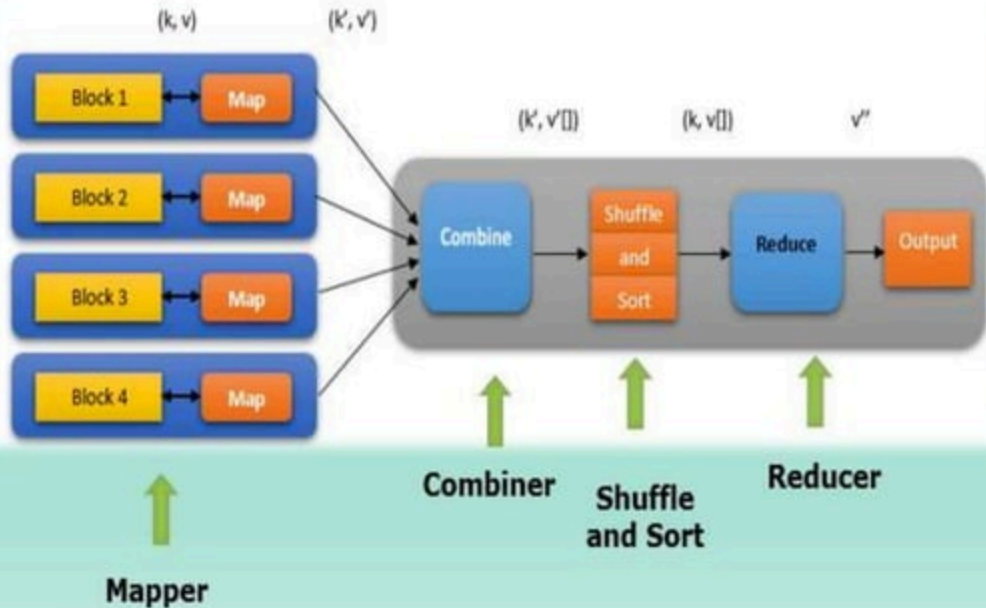 (k, v)
(k', v')
Block 1
Map
Block 2
Map
Block 3
Map
Block 4
Map
(k', v'[])
(k, v[])
v''
Combine
Shuffle
and
Sort
Reduce
Output
Mapper
Combiner
Shuffle
and Sort
Reducer